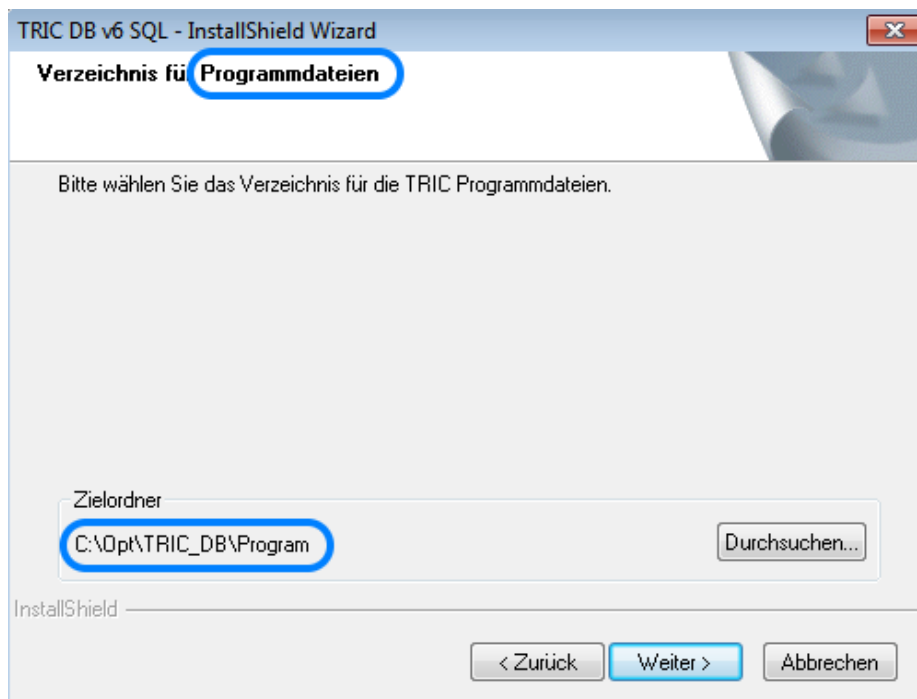 TRIC DB v6 SQL - InstallShield Wizard
Verzeichnis fü Programmdateien
Bitte wählen Sie das Verzeichnis für die TRIC Programmdateien.
Zielordner
C:\Opt\TRIC_DB\Program
Durchsuchen...
InstallShield
< Zurück Weiter > Abbrechen